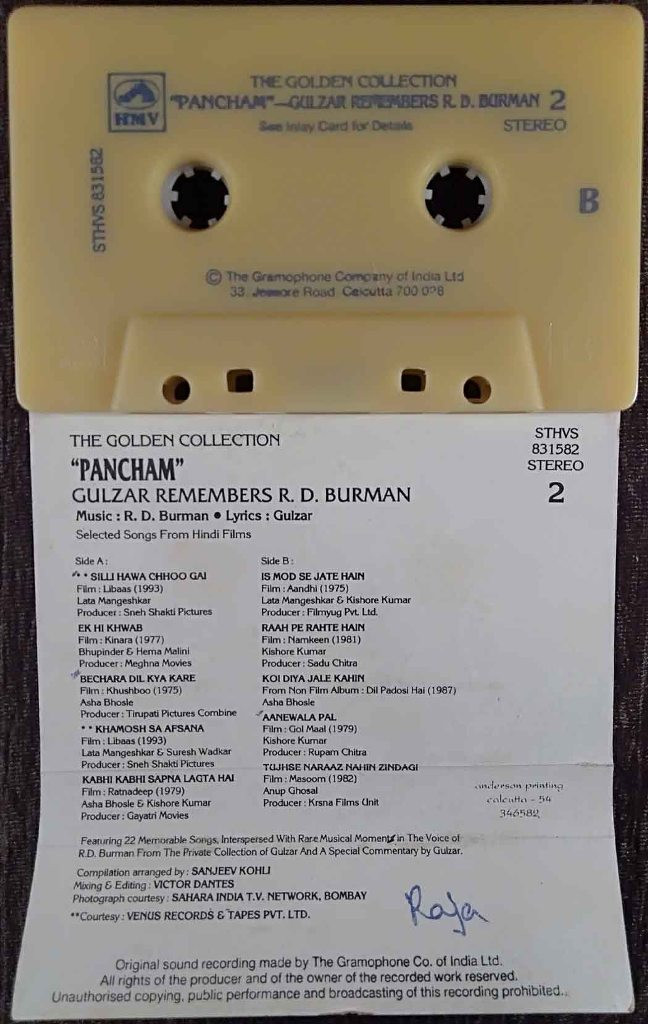 HMV
THE GOLDEN COLLECTION
"PANCHAM"—GULZAR REMEMBERS R. D. BURMAN 2
See Inlay Card for Details
STEREO
STHVS 831582
B
© The Gramophone Company of India Ltd
33, Jessore Road, Calcutta 700 028
THE GOLDEN COLLECTION
"PANCHAM"
GULZAR REMEMBERS R. D. BURMAN
Music : R. D. Burman ● Lyrics : Gulzar
Selected Songs From Hindi Films
STHVS
831582
STEREO
2
Side A :
* * SILLI HAWA CHHOO GAI
Film : Libaas (1993)
Lata Mangeshkar
Producer : Sneh Shakti Pictures
EK HI KHWAB
Film : Kinara (1977)
Bhupinder & Hema Malini
Producer : Meghna Movies
BECHARA DIL KYA KARE
Film : Khushboo (1975)
Asha Bhosle
Producer : Tirupati Pictures Combine
* * KHAMOSH SA AFSANA
Film : Libaas (1993)
Lata Mangeshkar & Suresh Wadkar
Producer : Sneh Shakti Pictures
KABHI KABHI SAPNA LAGTA HAI
Film : Ratnadeep (1979)
Asha Bhosle & Kishore Kumar
Producer : Gayatri Movies
Side B :
IS MOD SE JATE HAIN
Film : Aandhi (1975)
Lata Mangeshkar & Kishore Kumar
Producer : Filmyug Pvt. Ltd.
RAAH PE RAHTE HAIN
Film : Namkeen (1981)
Kishore Kumar
Producer : Sadu Chitra
KOI DIYA JALE KAHIN
From Non Film Album : Dil Padosi Hai (1987)
Asha Bhosle
AANEWALA PAL
Film : Gol Maal (1979)
Kishore Kumar
Producer : Rupam Chitra
TUJHSE NARAAZ NAHIN ZINDAGI
Film : Masoom (1982)
Anup Ghosal
Producer : Krsna Films Unit
anderson printing
calcutta - 54
346582
Featuring 22 Memorable Songs, Interspersed With Rare Musical Moments in The Voice of
R.D. Burman From The Private Collection of Gulzar And A Special Commentary by Gulzar.
Compilation arranged by : SANJEEV KOHLI
Mixing & Editing : VICTOR DANTES
Photograph courtesy : SAHARA INDIA T.V. NETWORK, BOMBAY
**Courtesy : VENUS RECORDS & TAPES PVT. LTD.
Raja
Original sound recording made by The Gramophone Co. of India Ltd.
All rights of the producer and of the owner of the recorded work reserved.
Unauthorised copying, public performance and broadcasting of this recording prohibited..